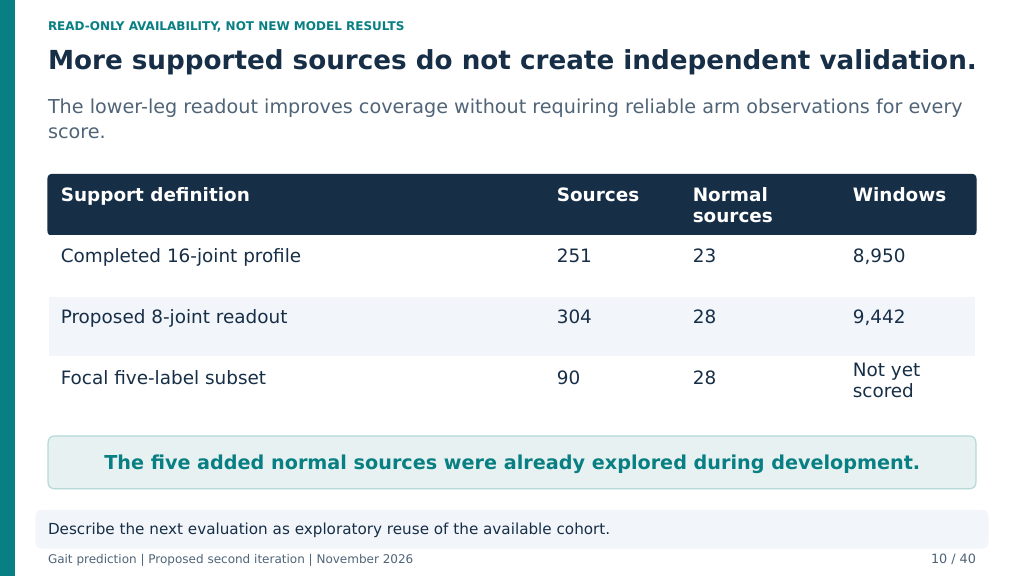 READ-ONLY AVAILABILITY, NOT NEW MODEL RESULTS
More supported sources do not create independent validation.
The lower-leg readout improves coverage without requiring reliable arm observations for every
score.
Support definition Sources Normal sources Windows
Completed 16-joint profile 251 23 8,950
Proposed 8-joint readout 304 28 9,442
Focal five-label subset 90 28 Not yet scored
The five added normal sources were already explored during development.
Describe the next evaluation as exploratory reuse of the available cohort.
Gait prediction | Proposed second iteration | November 2026 10 / 40